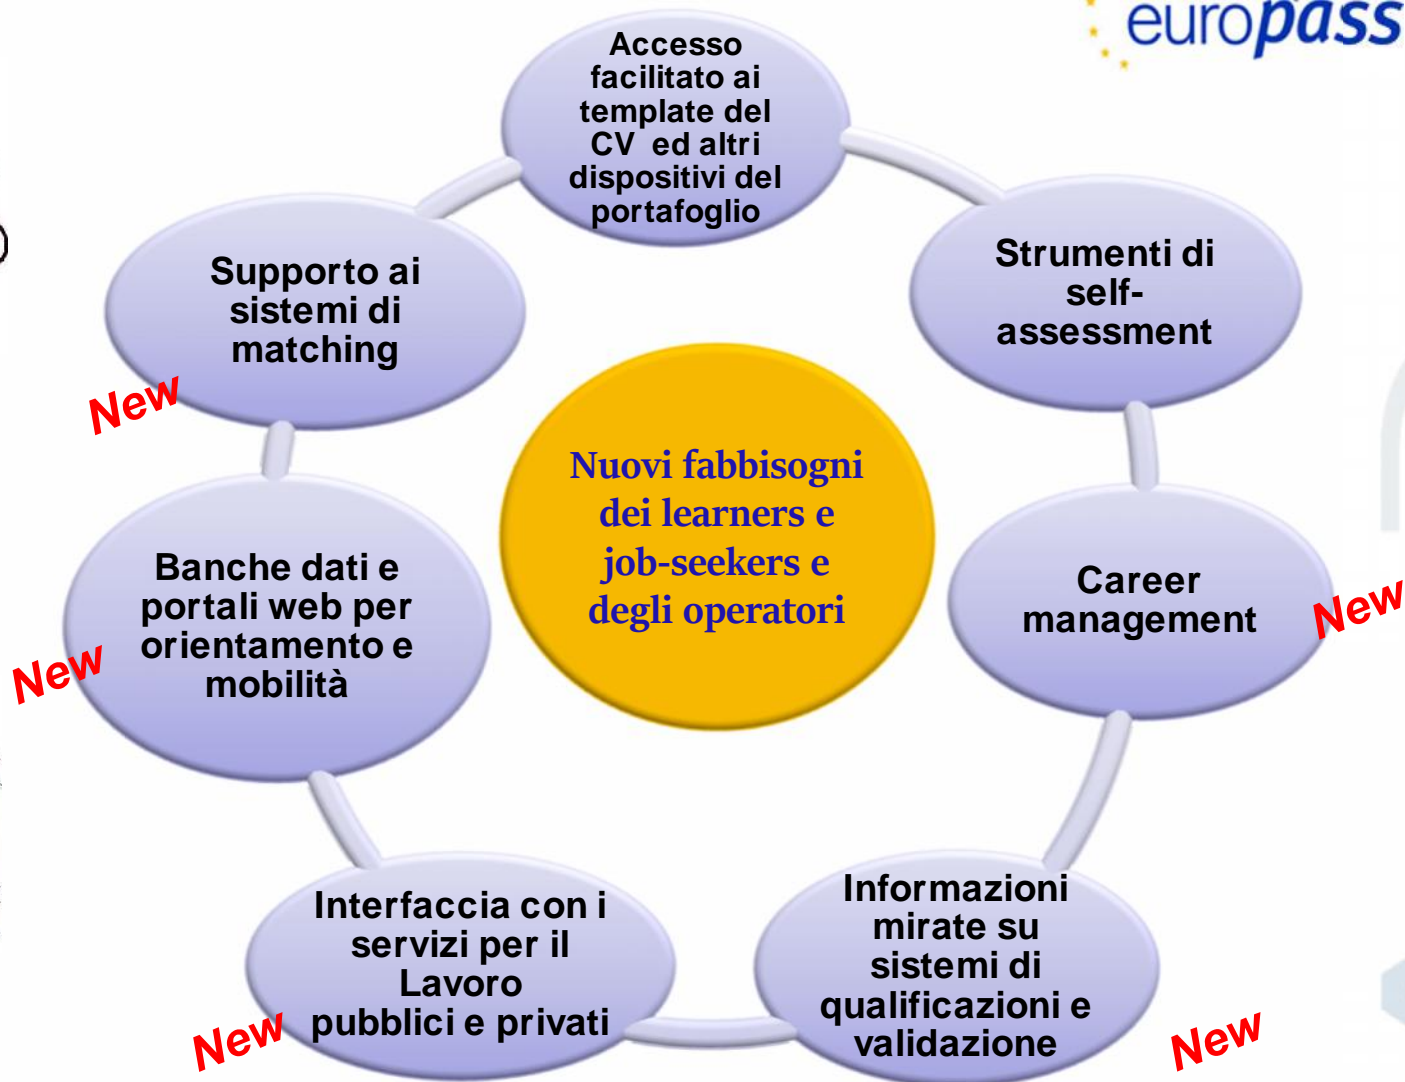 europass
Accesso
facilitato ai
template del
CV ed altri
dispositivi del
portafoglio
Strumenti di
self-
assessment
Career
management
New
Informazioni
mirate su
sistemi di
qualificazioni e
validazione
New
Interfaccia con i
servizi per il
Lavoro
pubblici e privati
New
Banche dati e
portali web per
orientamento e
mobilità
New
Supporto ai
sistemi di
matching
New
Nuovi fabbisogni
dei learners e
job-seekers e
degli operatori